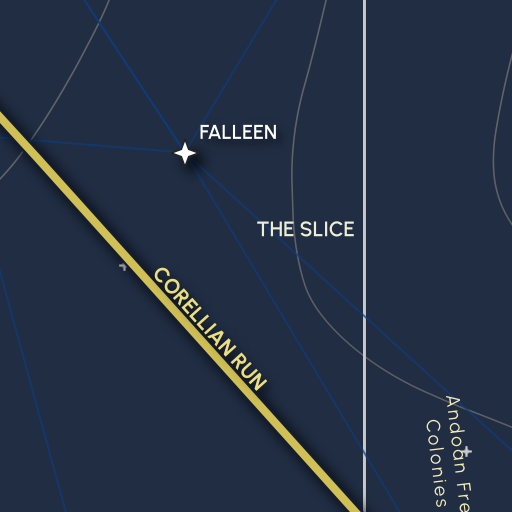 FALLEEN
THE SLICE
CORELLIAN RUN
Andoan Fre
Colonies